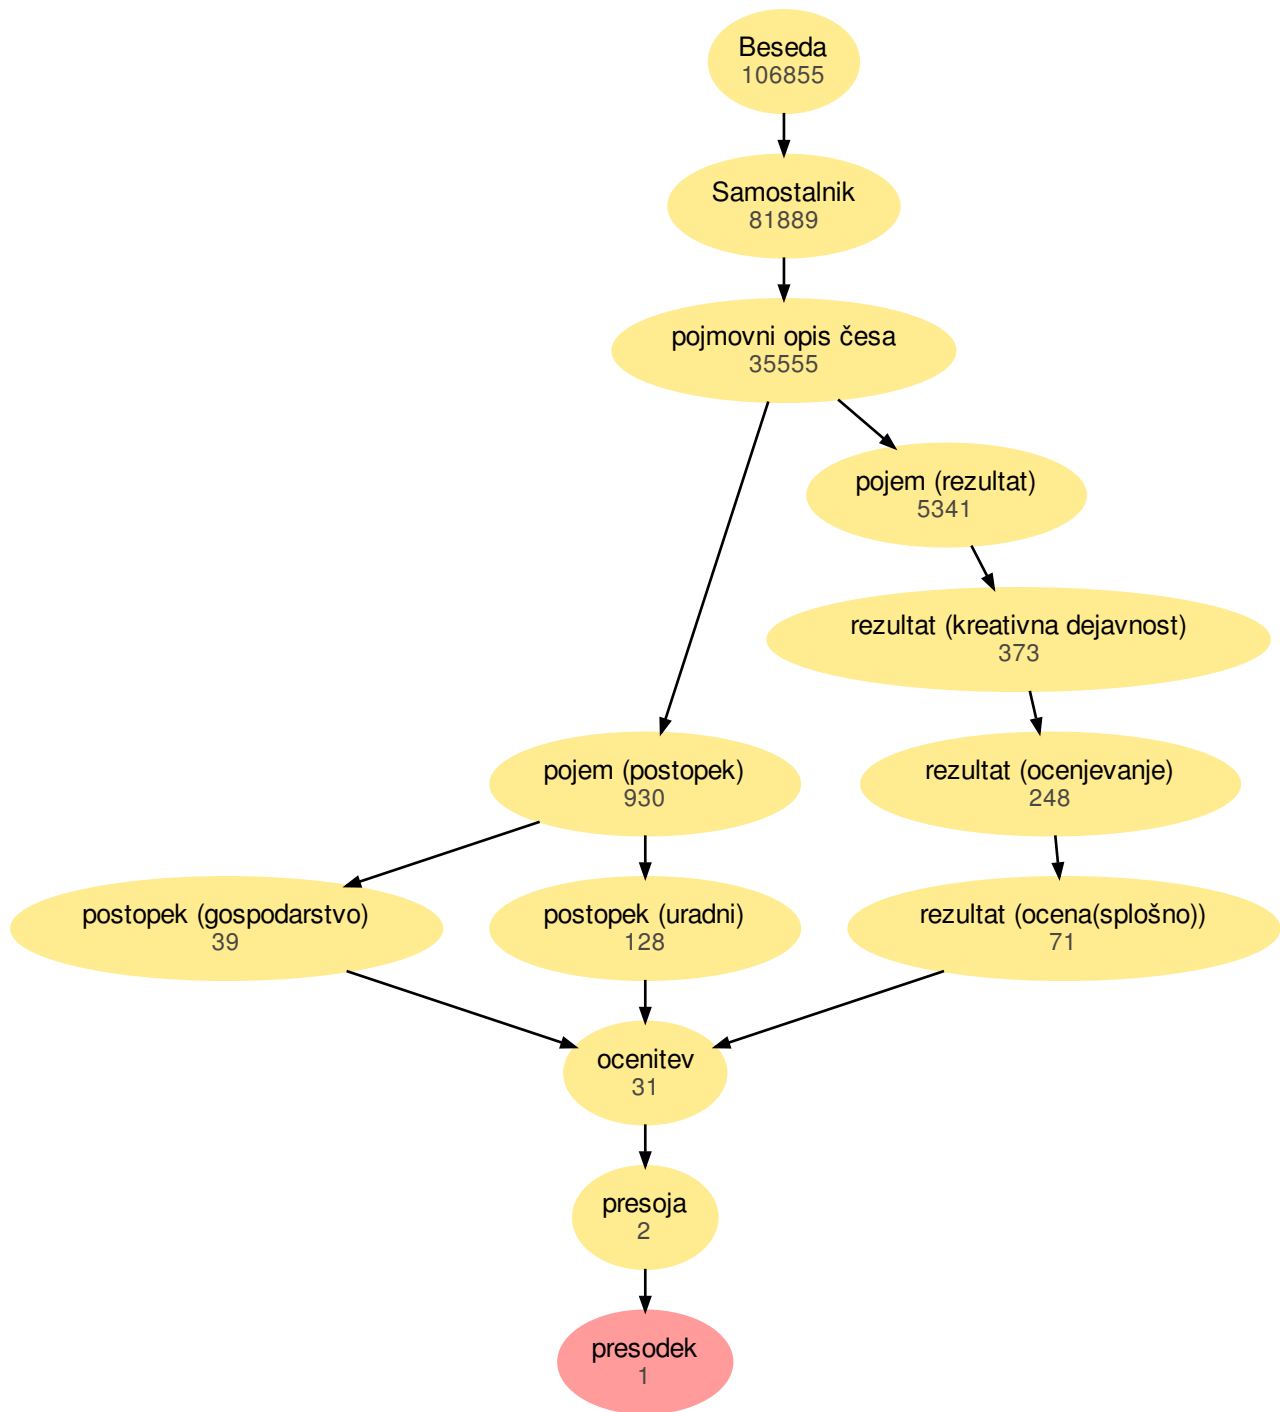 Beseda
106855
Samostalnik
81889
pojmovni opis česa
35555
pojem (rezultat)
5341
rezultat (kreativna dejavnost)
373
pojem (postopek)
930
rezultat (ocenjevanje)
248
postopek (gospodarstvo)
39
postopek (uradni)
128
rezultat (ocena(splošno))
71
ocenitev
31
presoja
2
presodek
1